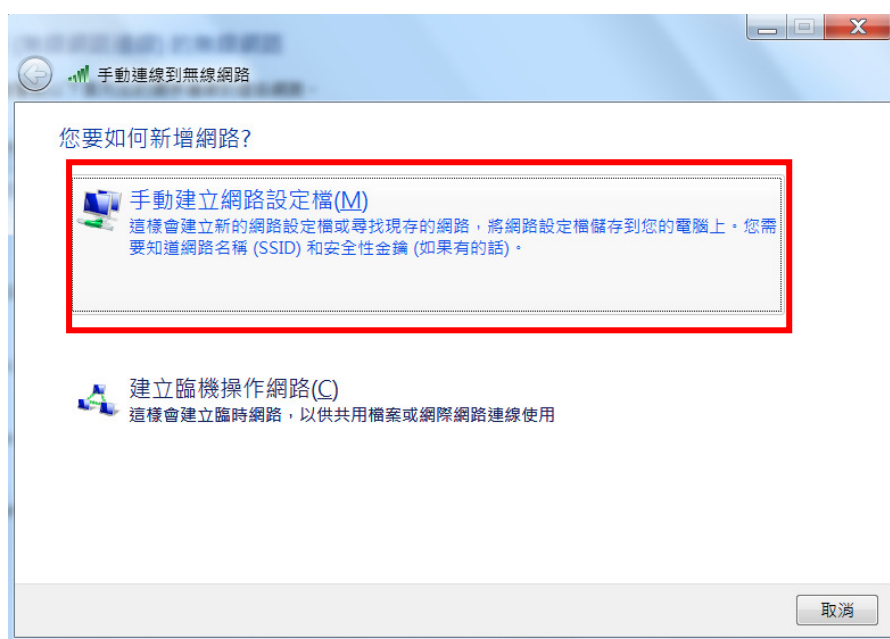 手動連線到無線網路
您要如何新增網路?
手動建立網路設定檔(M)
這樣會建立新的網路設定檔或尋找現存的網路，將網路設定檔儲存到您的電腦上。您需
要知道網路名稱 (SSID) 和安全性金鑰 (如果有的話)。
建立臨機操作網路(C)
這樣會建立臨時網路，以供共用檔案或網際網路連線使用
取消